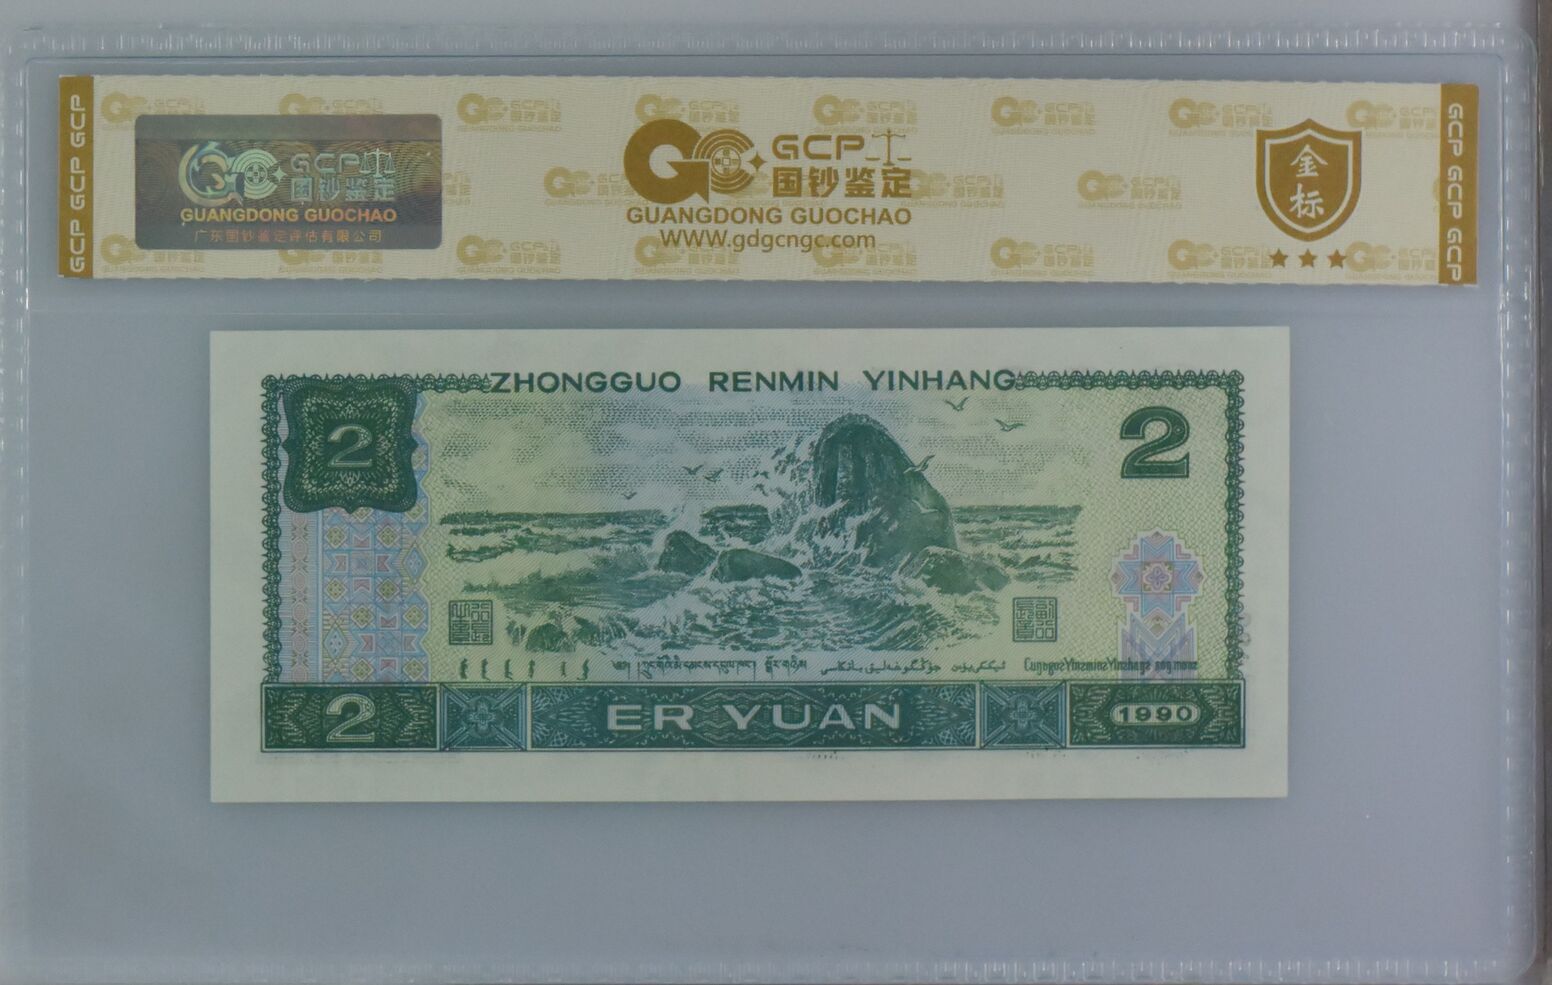 GCP GCP GCP
GCP
国钞鉴定
GUANGDONG GUOCHAO
广东国钞鉴定评估有限公司
GCP
国钞鉴定
GUANGDONG GUOCHAO
WWW.gdgcngc.com
金标
GCP GCP GCP
ZHONGGUO RENMIN YINHANG
2
2
2
ER YUAN
1990